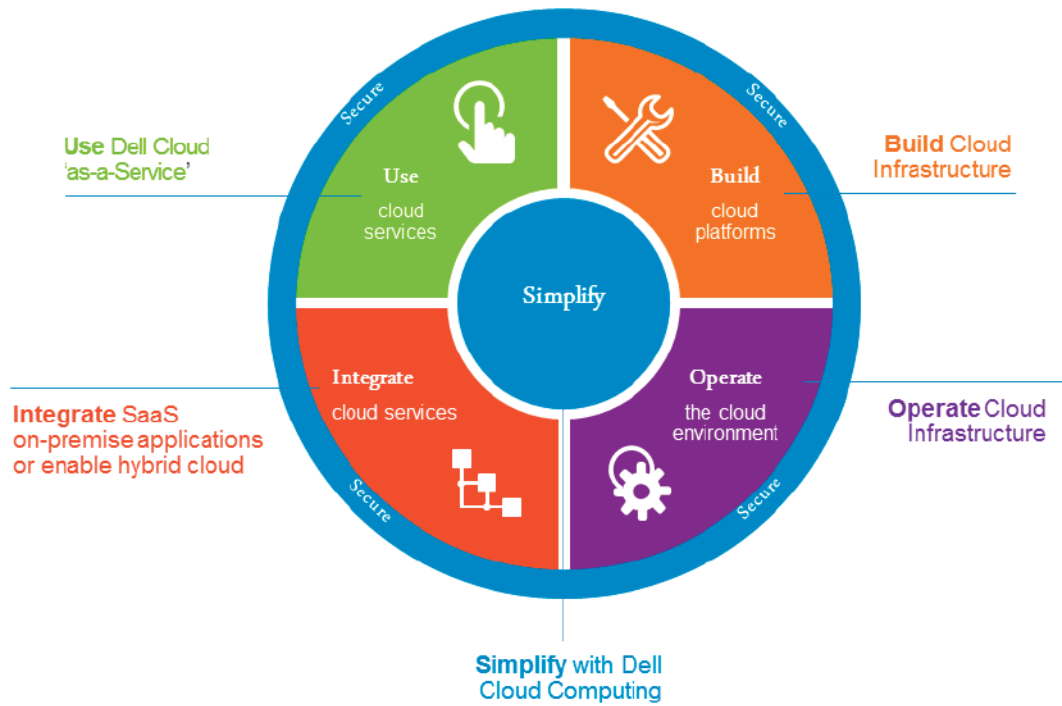 Secure
Secure
Use Dell Cloud
'as-a-Service'
Build Cloud
Infrastructure
Use
cloud
services
Build
cloud
platforms
Simplify
Integrate
cloud services
Operate
the cloud
environment
Integrate SaaS
on-premise applications
or enable hybrid cloud
Operate Cloud
Infrastructure
Secure
Secure
Simplify with Dell
Cloud Computing